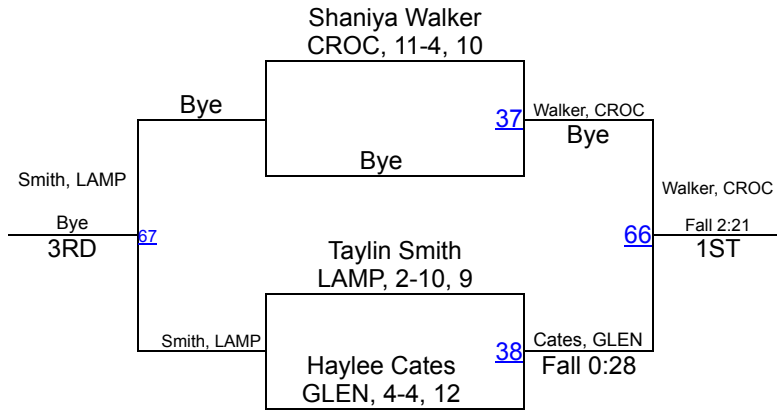 Shaniya Walker
CROC, 11-4, 10
Bye
37
Walker, CROC
Bye
Bye
Smith, LAMP
Bye
67
3RD
Walker, CROC
66
Fall 2:21
1ST
Taylin Smith
LAMP, 2-10, 9
Smith, LAMP
38
Cates, GLEN
Fall 0:28
Haylee Cates
GLEN, 4-4, 12